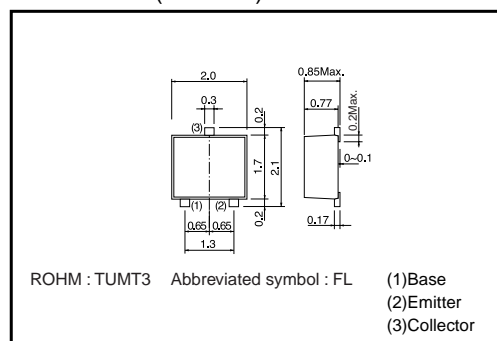 2.0
0.3
(3)
0.2
1.7
2.1
0.2
(1) (2)
0.65 0.65
1.3
0.85Max.
0.77
0.2Max.
0~0.1
0.17
ROHM : TUMT3 Abbreviated symbol : FL (1)Base
(2)Emitter
(3)Collector